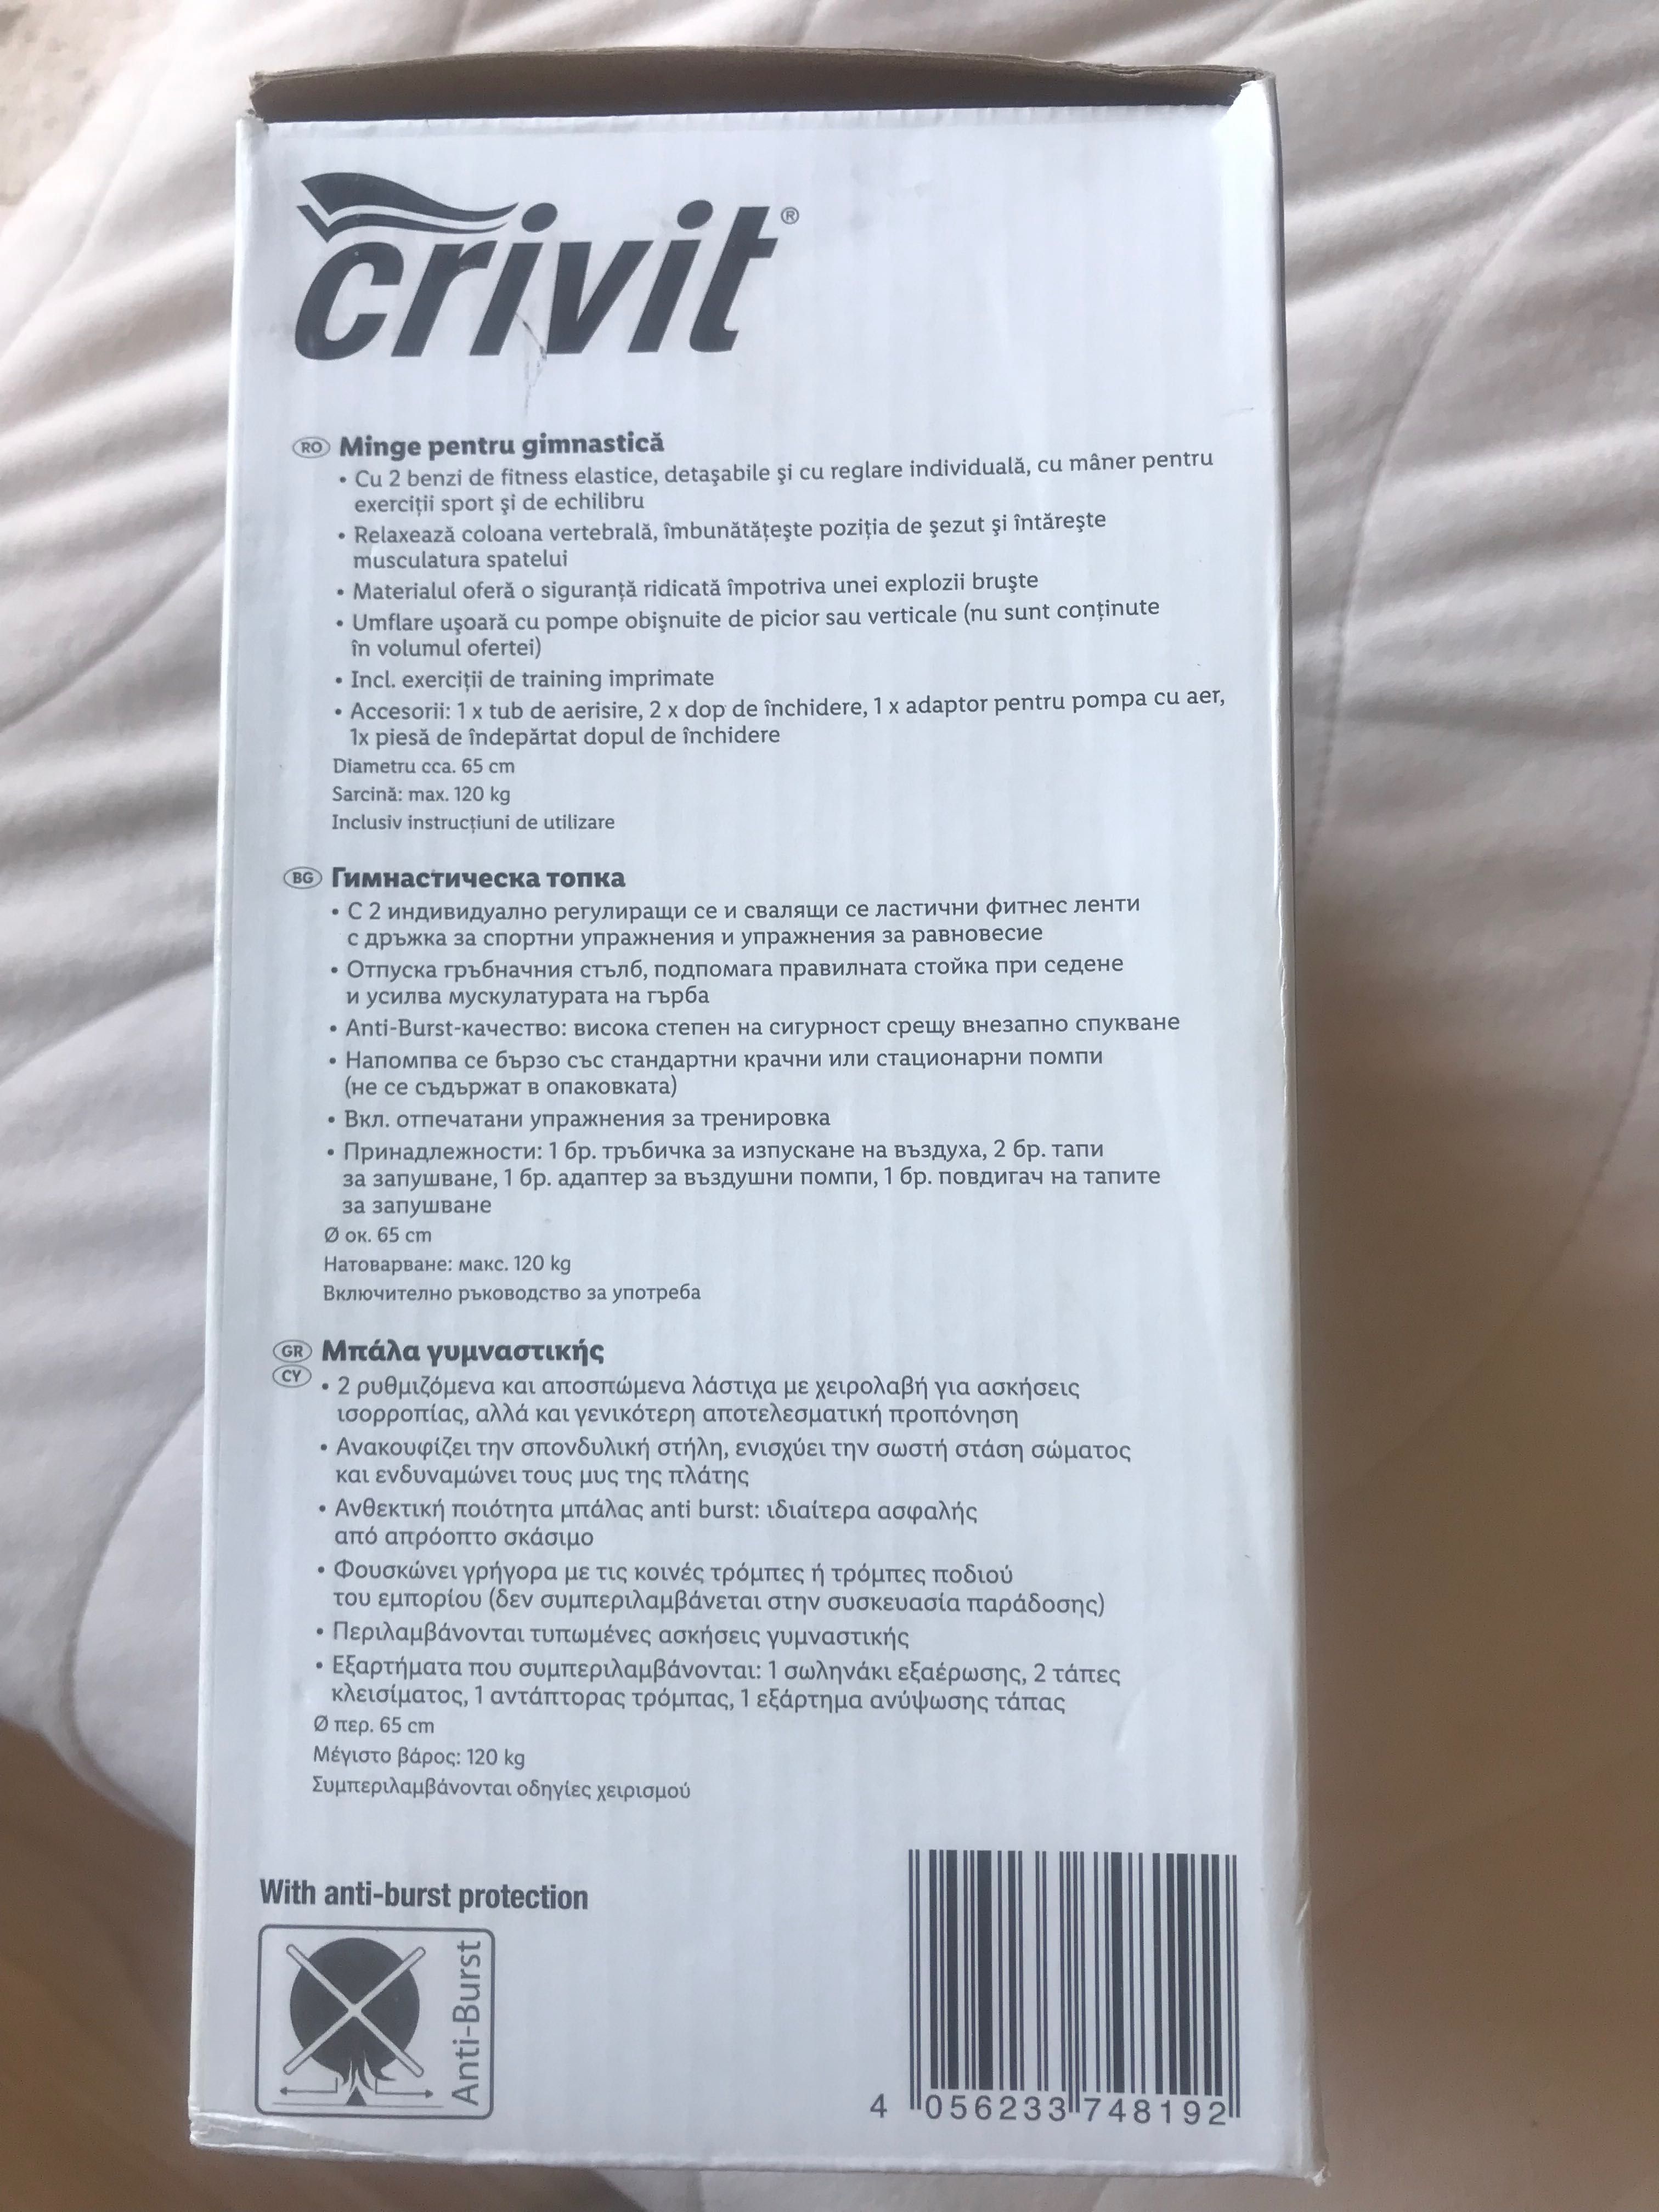 crivit®
RO Minge pentru gimnastică
• Cu 2 benzi de fitness elastice, detaşabile şi cu reglare individuală, cu mâner pentru
exerciţii sport şi de echilibru
• Relaxează coloana vertebrală, îmbunătăţeşte poziţia de şezut şi întăreşte
musculatura spatelui
• Materialul oferă o siguranţă ridicată împotriva unei explozii bruşte
• Umflare uşoară cu pompe obişnuite de picior sau verticale (nu sunt conţinute
în volumul ofertei)
• Incl. exerciţii de training imprimate
• Accesorii: 1 x tub de aerisire, 2 x dop de închidere, 1 x adaptor pentru pompa cu aer,
1x piesă de îndepărtat dopul de închidere
Diametru cca. 65 cm
Sarcină: max. 120 kg
Inclusiv instrucţiuni de utilizare
BG Гимнастическа топка
• С 2 индивидуално регулиращи се и свалящи се ластични фитнес ленти
с дръжка за спортни упражнения и упражнения за равновесие
• Отпуска гръбначния стълб, подпомага правилната стойка при седене
и усилва мускулатурата на гърба
• Anti-Burst-качество: висока степен на сигурност срещу внезапно спукване
• Напомпва се бързо със стандартни крачни или стационарни помпи
(не се съдържат в опаковката)
• Вкл. отпечатани упражнения за тренировка
• Принадлежности: 1 бр. тръбичка за изпускане на въздуха, 2 бр. тапи
за запушване, 1 бр. адаптер за въздушни помпи, 1 бр. повдигач на тапите
за запушване
Ø ок. 65 cm
Натоварване: макс. 120 kg
Включително ръководство за употреба
GR CY Μπάλα γυμναστικής
• 2 ρυθμιζόμενα και αποσπώμενα λάστιχα με χειρολαβή για ασκήσεις
ισορροπίας, αλλά και γενικότερη αποτελεσματική προπόνηση
• Ανακουφίζει την σπονδυλική στήλη, ενισχύει την σωστή στάση σώματος
και ενδυναμώνει τους μυς της πλάτης
• Ανθεκτική ποιότητα μπάλας anti burst: ιδιαίτερα ασφαλής
από απρόοπτο σκάσιμο
• Φουσκώνει γρήγορα με τις κοινές τρόμπες ή τρόμπες ποδιού
του εμπορίου (δεν συμπεριλαμβάνεται στην συσκευασία παράδοσης)
• Περιλαμβάνονται τυπωμένες ασκήσεις γυμναστικής
• Εξαρτήματα που συμπεριλαμβάνονται: 1 σωληνάκι εξαέρωσης, 2 τάπες
κλεισίματος, 1 αντάπτορας τρόμπας, 1 εξάρτημα ανύψωσης τάπας
Ø περ. 65 cm
Μέγιστο βάρος: 120 kg
Συμπεριλαμβάνονται οδηγίες χειρισμού
With anti-burst protection
Anti-Burst
4 056233 748192